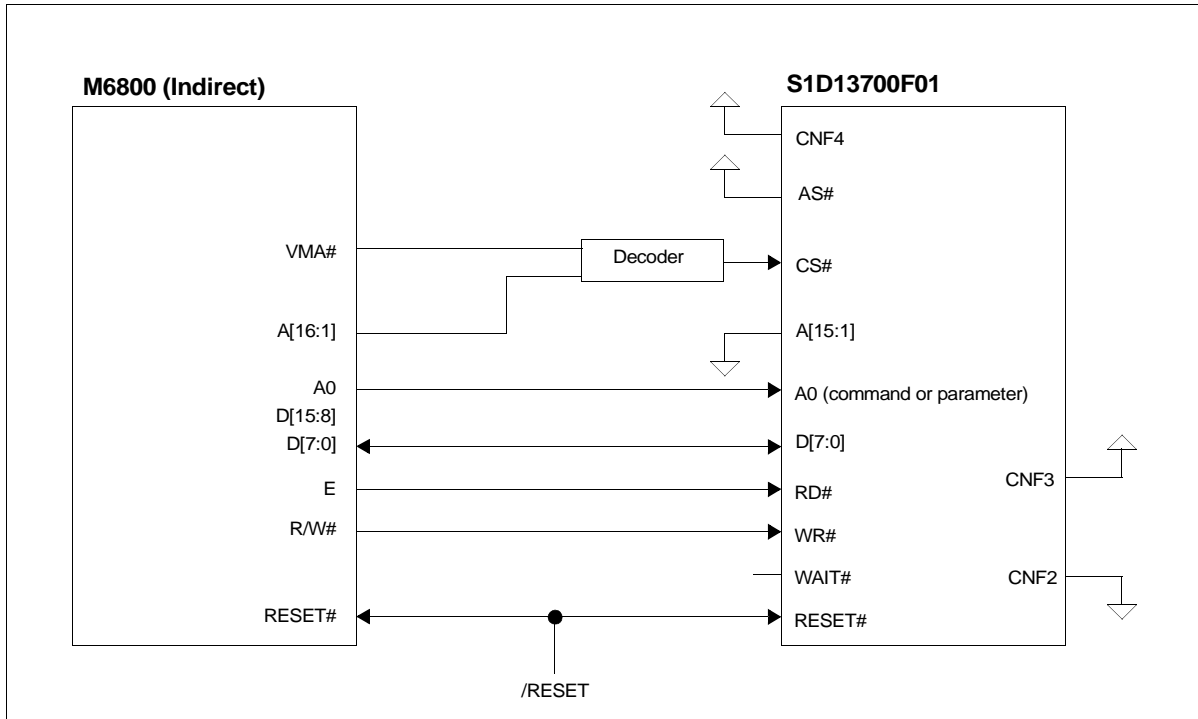 M6800 (Indirect)
VMA#
A[16:1]
A0
D[15:8]
D[7:0]
E
R/W#
RESET#
Decoder
/RESET
S1D13700F01
CNF4
AS#
CS#
A[15:1]
A0 (command or parameter)
D[7:0]
RD#
WR#
WAIT#
RESET#
CNF3
CNF2